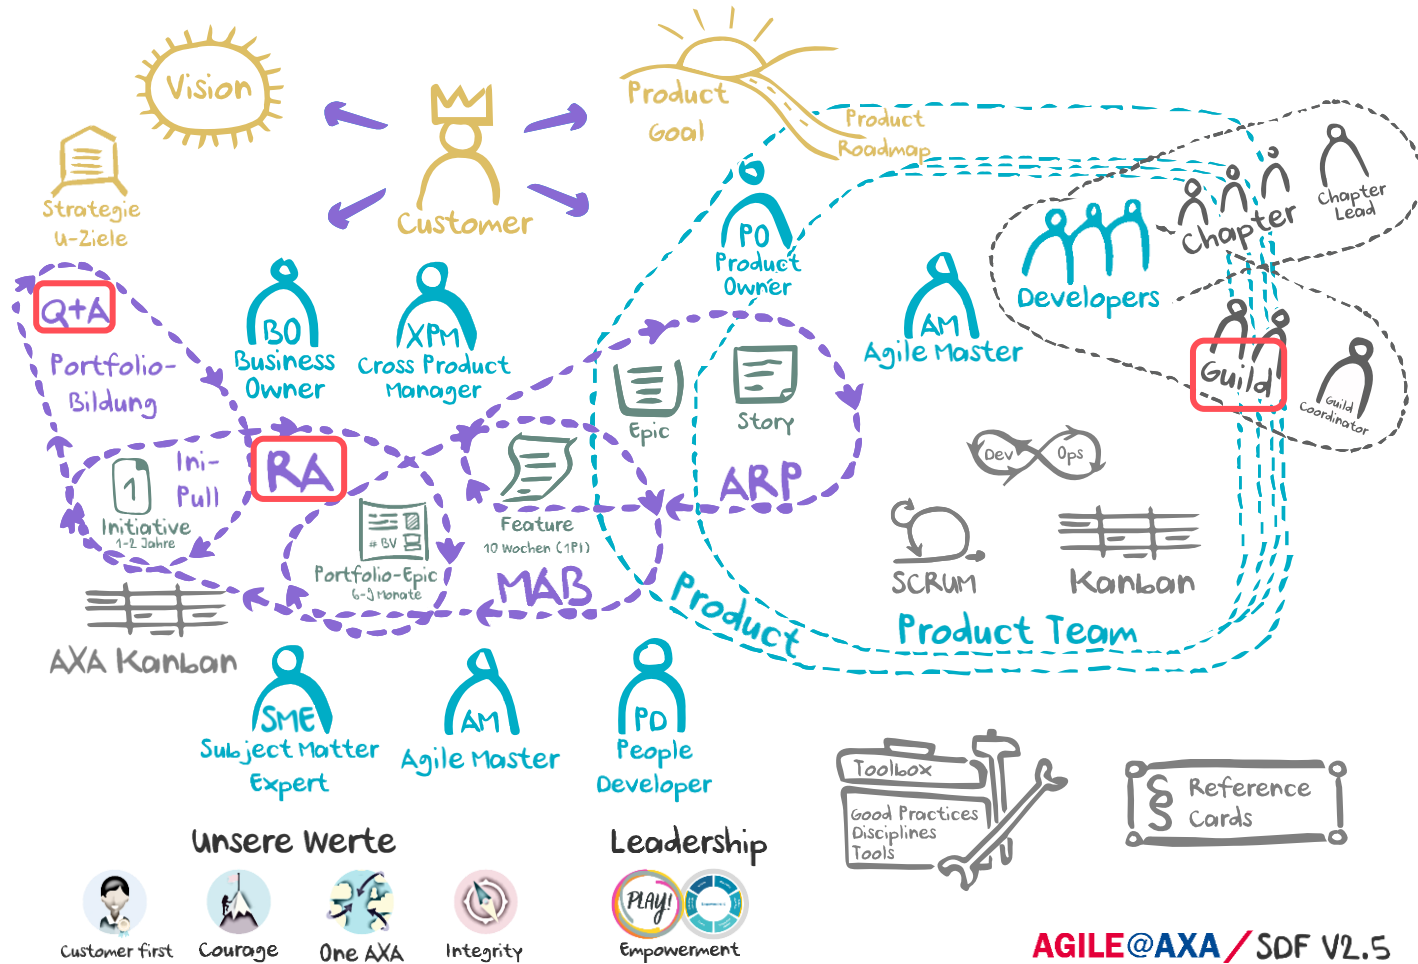 Vision
Product
Goal
Product
Roadmap
Strategie
U-Ziele
Customer
Chapter
Chapter
Lead
PO
Product
Owner
Developers
Q+A
BO
Business
Owner
XPM
Cross Product
Manager
AM
Agile Master
Guild
Guild
Coordinator
Portfolio-
Bildung
Epic
Story
Ini-
Pull
RA
ARP
Dev
Ops
1
Initiative
1-2 Jahre
# BV
Portfolio-Epic
6-9 Monate
Feature
10 Wochen (1PI)
MAB
SCRUM
Kanban
Product
Product Team
AXA Kanban
SME
Subject Matter
Expert
AM
Agile Master
PD
People
Developer
Toolbox
Good Practices
Disciplines
Tools
Reference
Cards
Unsere Werte
Leadership
PLAY!
Customer first
Courage
One AXA
Integrity
Empowerment
AGILE@AXA / SDF V2.5